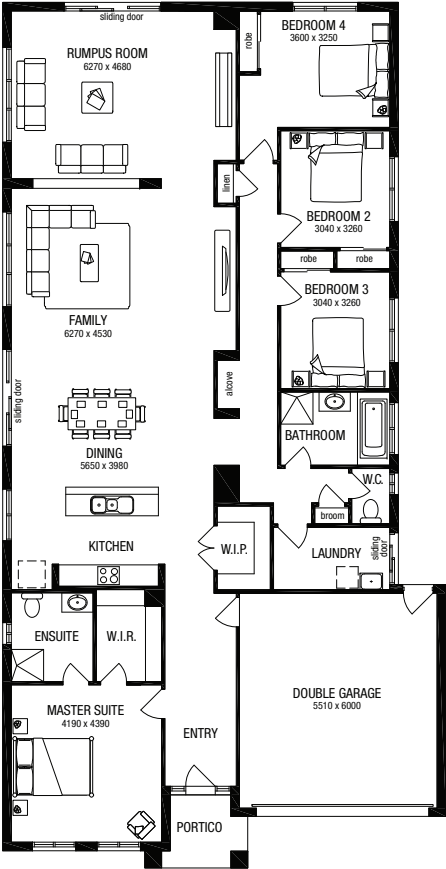 sliding door
RUMPUS ROOM
6270 x 4680
robe
BEDROOM 4
3600 x 3250
linen
BEDROOM 2
3040 x 3260
robe
robe
BEDROOM 3
3040 x 3260
FAMILY
6270 x 4530
alcove
sliding door
DINING
5650 x 3980
BATHROOM
W.C.
broom
KITCHEN
W.I.P.
LAUNDRY
sliding
door
ENSUITE
W.I.R.
MASTER SUITE
4190 x 4390
ENTRY
DOUBLE GARAGE
5510 x 6000
PORTICO